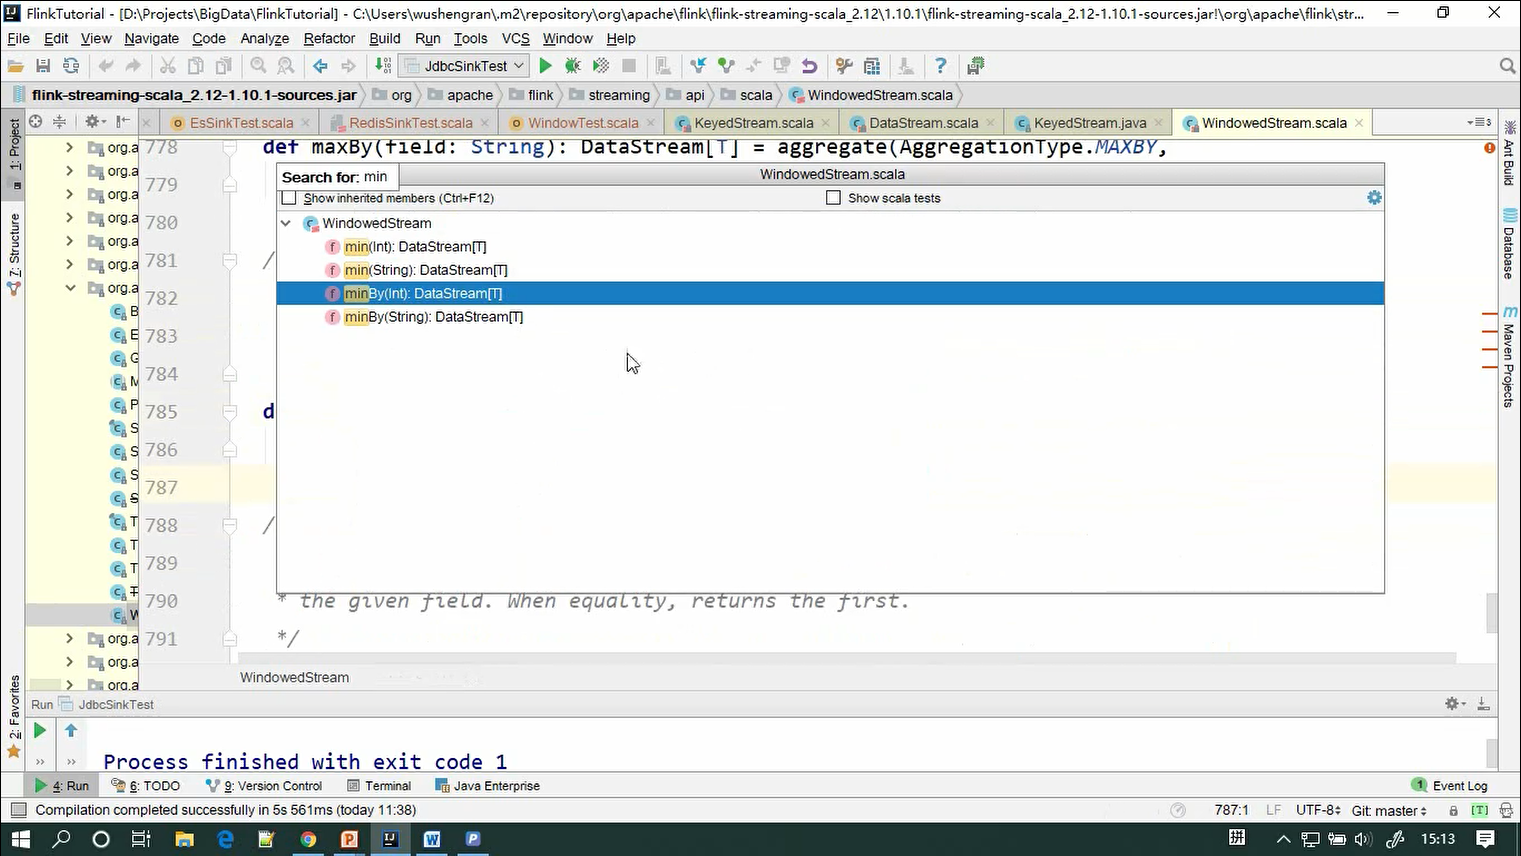 FlinkTutorial - [D:\Projects\BigData\FlinkTutorial] - C:\Users\wushengran\.m2\repository\org\apache\flink\flink-streaming-scala_2.12\1.10.1\flink-streaming-scala_2.12-1.10.1-sources.jar!\org\apache\flink\str...
File Edit View Navigate Code Analyze Refactor Build Run Tools VCS Window Help
JdbcSinkTest
flink-streaming-scala_2.12-1.10.1-sources.jar org apache flink streaming api scala WindowedStream.scala
EsSinkTest.scala RedisSinkTest.scala WindowTest.scala KeyedStream.scala DataStream.scala KeyedStream.java WindowedStream.scala
1: Project
7: Structure
2: Favorites
Ant Build
Database
Maven Projects
org.a
org.a
org.a
org.a
org.a
org.a
org.a
B
E
G
M
P
S
S
S
S
T
T
T
T
W
org.a
org.a
org.a
778 def maxBy(field: String): DataStream[T] = aggregate(AggregationType.MAXBY,
779
780
781 /
782
783
784
785 d
786
787
788 /
789
790 * the given field. When equality, returns the first.
791 */
Search for: min
WindowedStream.scala
Show inherited members (Ctrl+F12) Show scala tests
WindowedStream
min(Int): DataStream[T]
min(String): DataStream[T]
minBy(Int): DataStream[T]
minBy(String): DataStream[T]
WindowedStream
Run JdbcSinkTest
Process finished with exit code 1
4: Run 6: TODO 9: Version Control Terminal Java Enterprise 1 Event Log
Compilation completed successfully in 5s 561ms (today 11:38) 787:1 LF UTF-8 Git: master [T]
拼 15:13